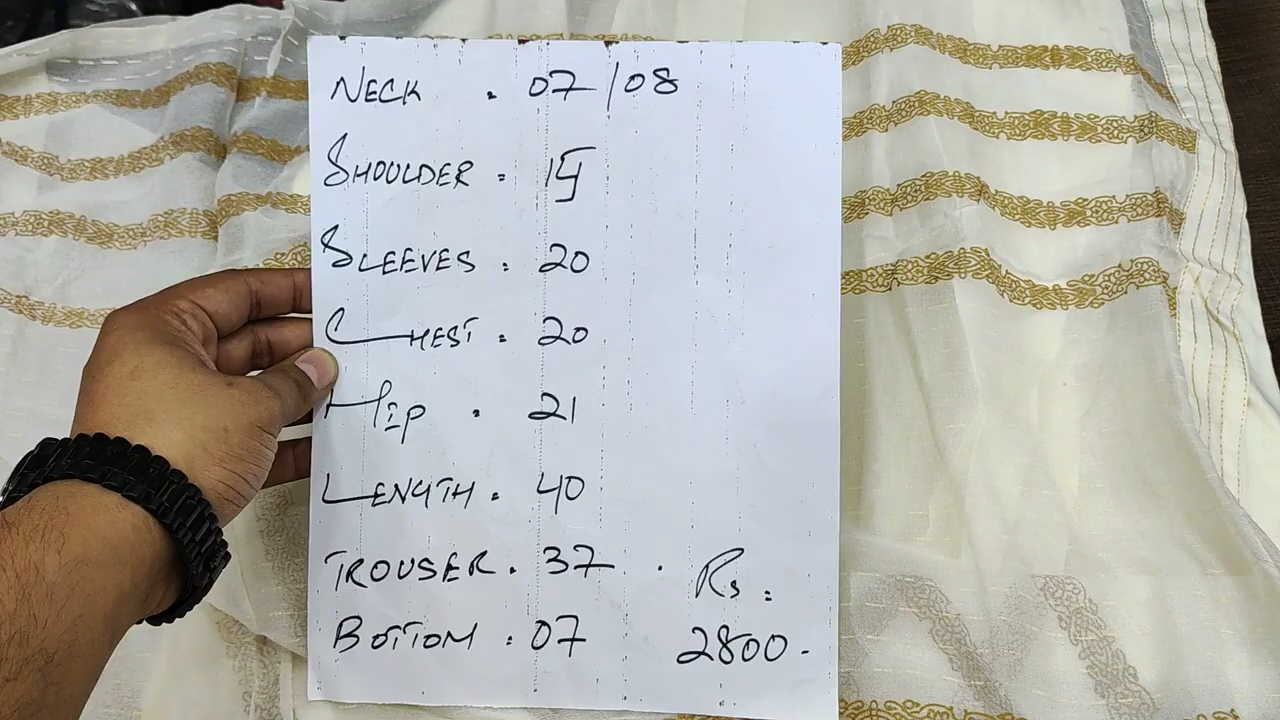 NECK . 07/08
SHOULDER = 15
SLEEVES : 20
CHEST = 20
HIP . 21
LENGTH = 40
TROUSER . 37 .
BOTTOM : 07
Rs :
2800 -